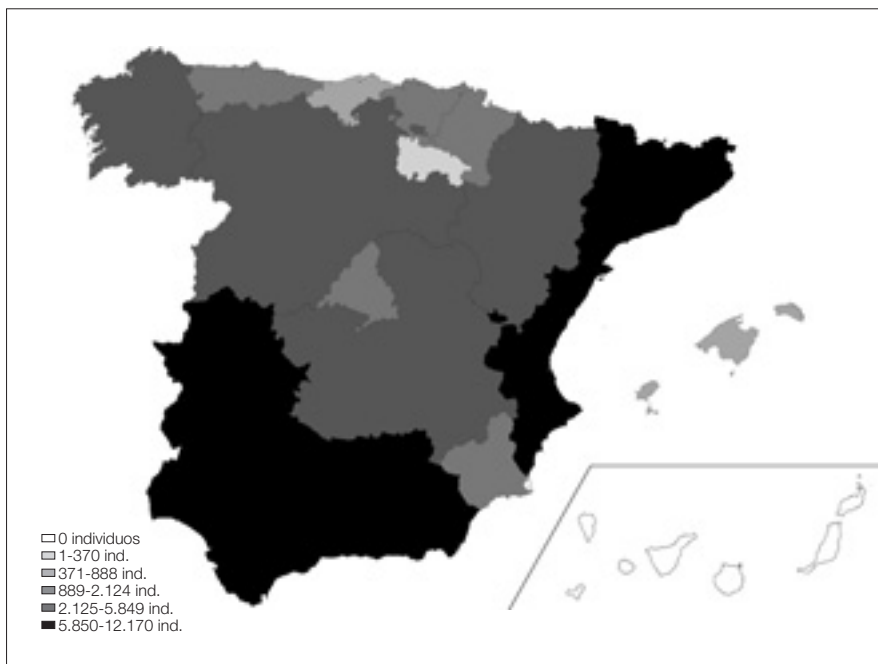 0 individuos
1-370 ind.
371-888 ind.
889-2.124 ind.
2.125-5.849 ind.
5.850-12.170 ind.